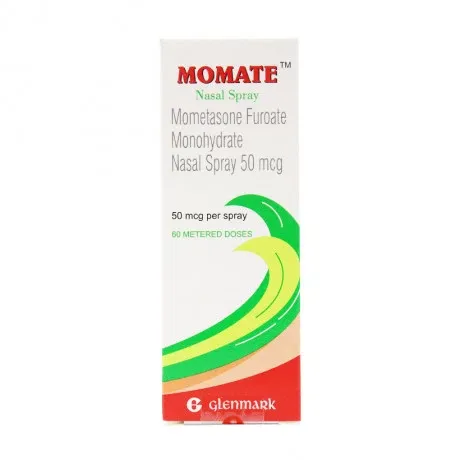 MOMATE™
Nasal Spray
Mometasone Furoate
Monohydrate
Nasal Spray 50 mcg
50 mcg per spray
60 METERED DOSES
glenmark